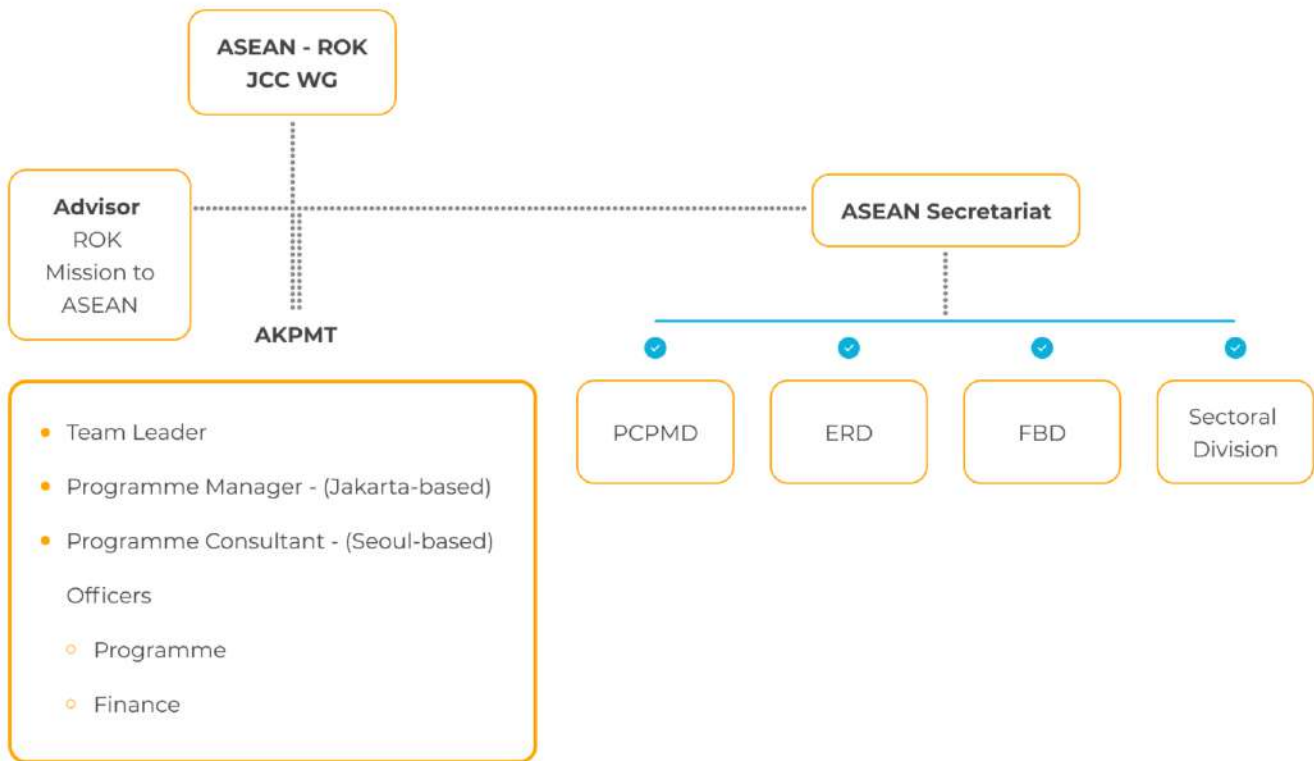 ASEAN - ROK
JCC WG
Advisor
ROK
Mission to
ASEAN
ASEAN Secretariat
AKPMT
Team Leader
Programme Manager - (Jakarta-based)
Programme Consultant - (Seoul-based)
Officers
Programme
Finance
PCPMD
ERD
FBD
Sectoral
Division